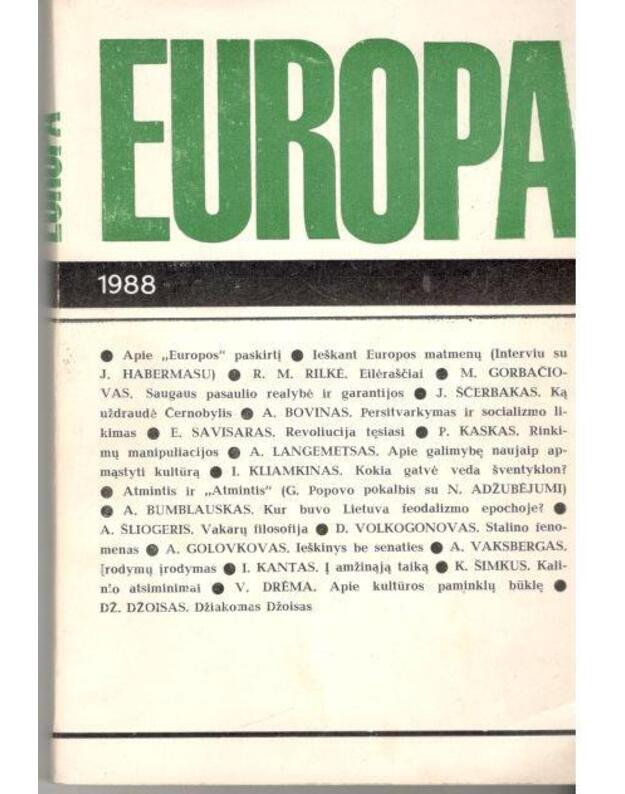 EUROPA
EUROPA
1988
● Apie „Europos" paskirtį ● Ieškant Europos matmenų (Interviu su
J. HABERMASU) ● R. M. RILKĖ. Eilėraščiai ● M. GORBAČIO-
VAS. Saugaus pasaulio realybė ir garantijos ● J. ŠČERBAKAS. Ką
uždraudė Černobylis ● A. BOVINAS. Persitvarkymas ir socializmo li-
kimas ● E. SAVISARAS. Revoliucija tęsiasi ● P. KASKAS. Rinki-
mų manipuliacijos ● A. LANGEMETSAS. Apie galimybę naujaip ap-
mąstyti kultūrą ● I. KLIAMKINAS. Kokia gatvė veda šventyklon?
● Atmintis ir „Atmintis" (G. Popovo pokalbis su N. ADŽUBĖJUMI)
● A. BUMBLAUSKAS. Kur buvo Lietuva feodalizmo epochoje? ●
A. ŠLIOGERIS. Vakarų filosofija ● D. VOLKOGONOVAS. Stalino feno-
menas ● A. GOLOVKOVAS. Ieškinys be senaties ● A. VAKSBERGAS.
Įrodymų įrodymas ● I. KANTAS. Į amžinąją taiką ● K. ŠIMKUS. Kali-
nio atsiminimai ● V. DRĖMA. Apie kultūros paminklų būklę ●
DŽ. DŽOISAS. Džiakomas Džoisas